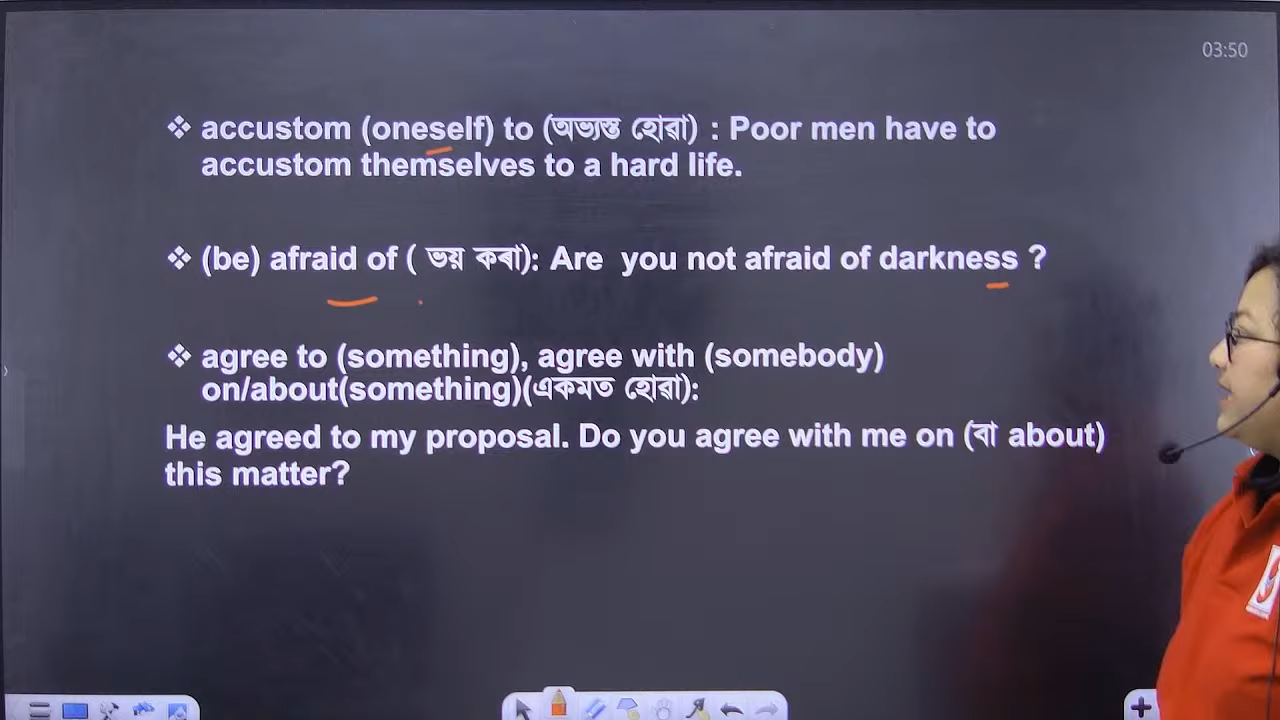 03:50
❖ accustom (oneself) to (অভ্যস্ত হোৱা) : Poor men have to
accustom themselves to a hard life.
❖ (be) afraid of ( ভয় কৰা): Are you not afraid of darkness ?
❖ agree to (something), agree with (somebody)
on/about(something)(একমত হোৱা):
He agreed to my proposal. Do you agree with me on (বা about)
this matter?